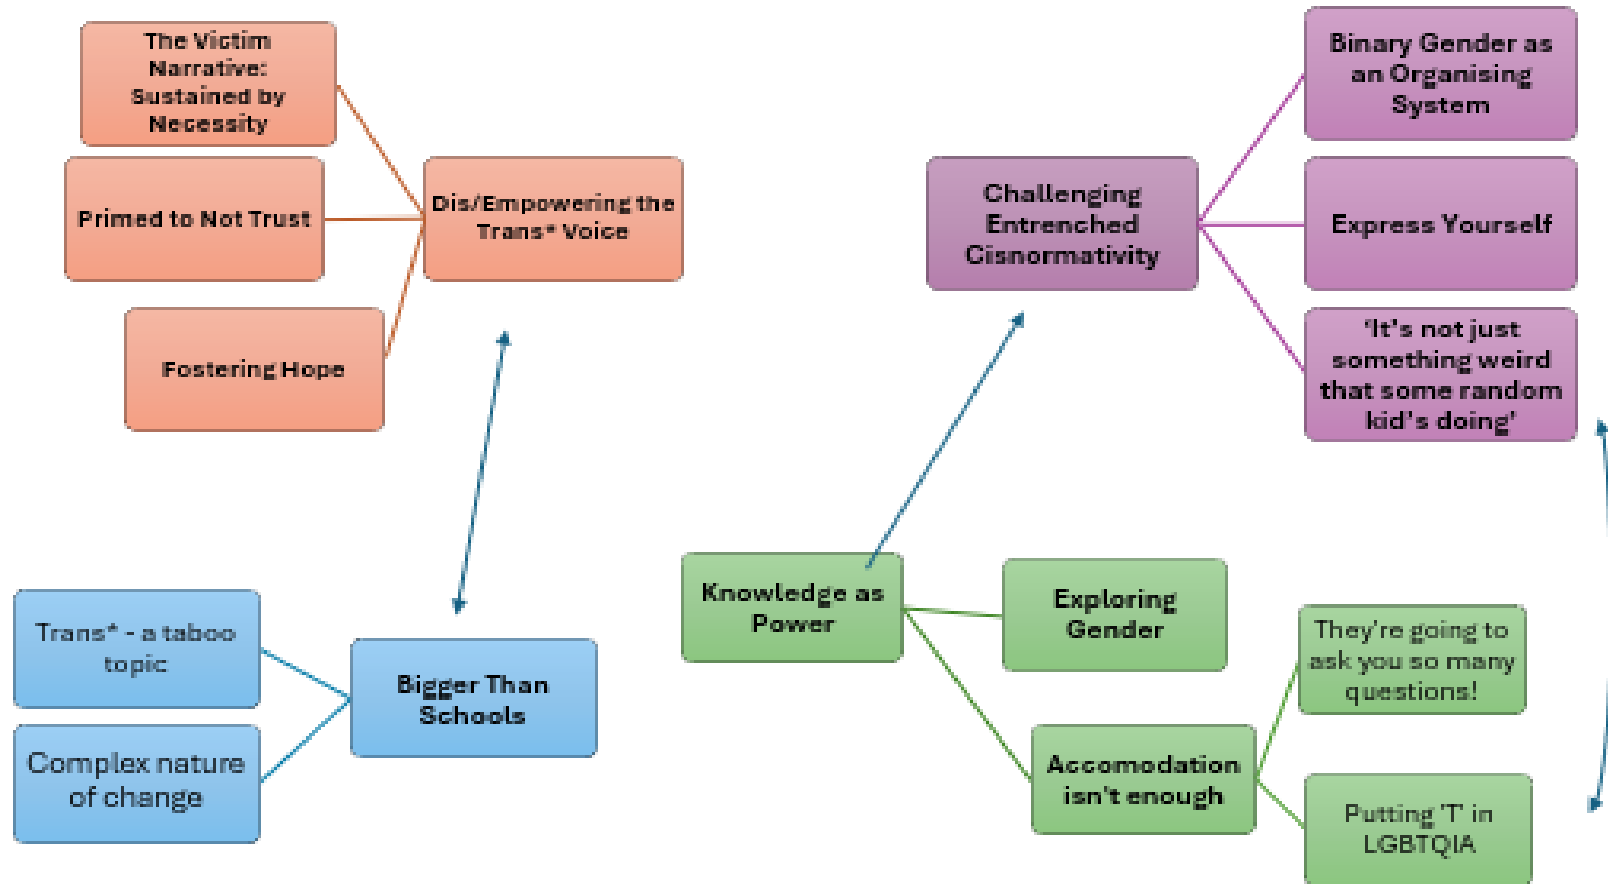 The Victim
Narrative:
Sustained by
Necessity
Primed to Not Trust
Fostering Hope
Dis/Empowering the
Trans* Voice
Challenging
Entrenched
Cisnormativity
Binary Gender as
an Organising
System
Express Yourself
'It's not just
something weird
that some random
kid's doing'
Trans* - a taboo
topic
Complex nature
of change
Bigger Than
Schools
Knowledge as
Power
Exploring
Gender
Accomodation
isn't enough
They're going to
ask you so many
questions!
Putting 'T' in
LGBTQIA